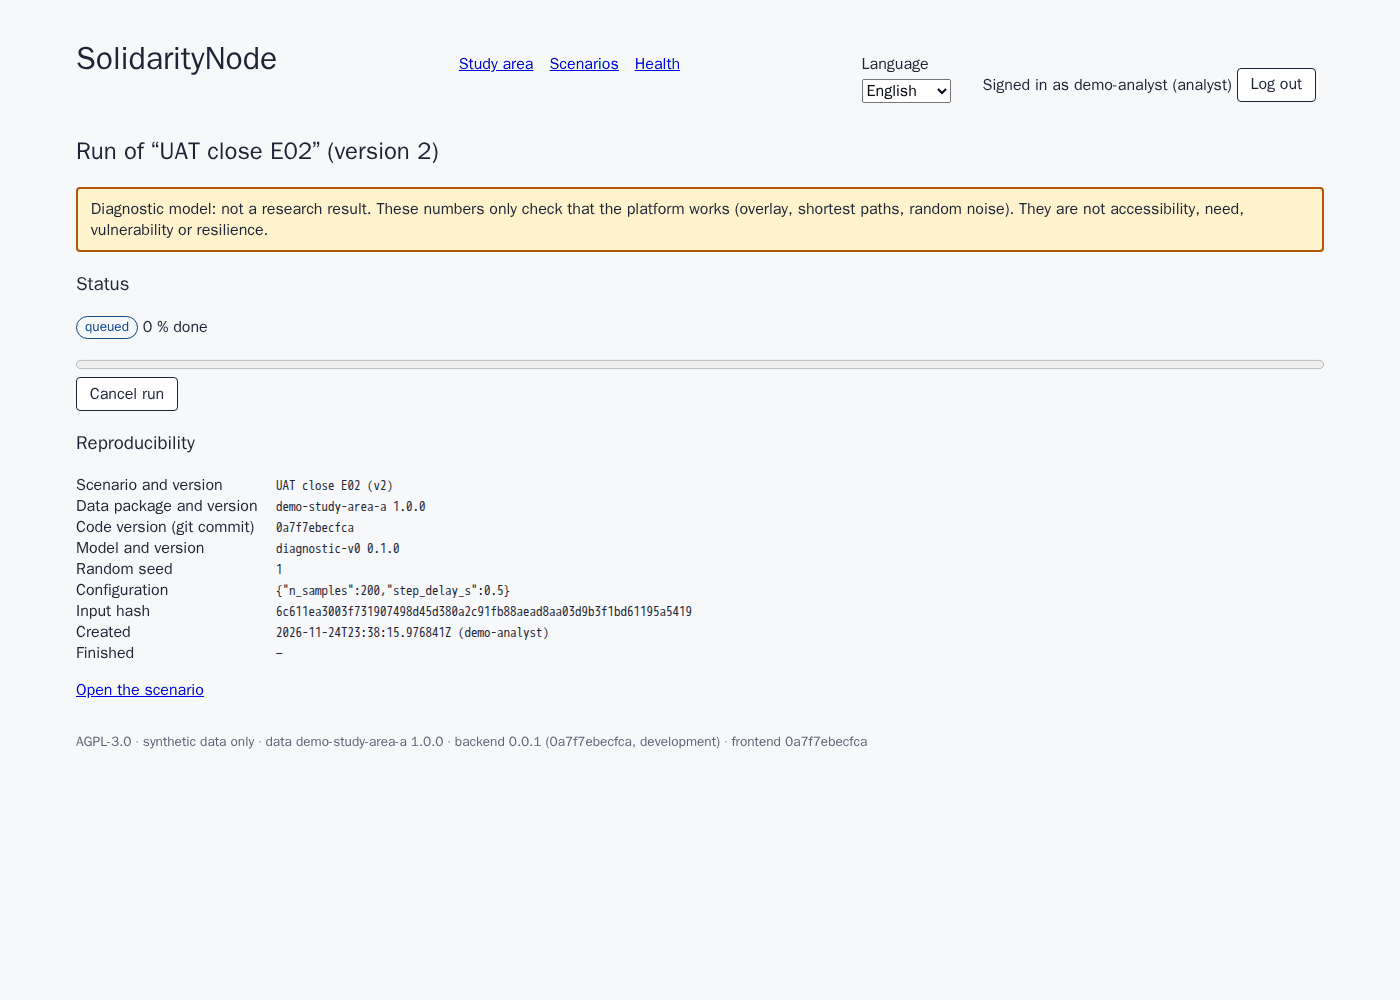 SolidarityNode
Study area Scenarios Health
Language
English
Signed in as demo-analyst (analyst) Log out
Run of “UAT close E02” (version 2)
Diagnostic model: not a research result. These numbers only check that the platform works (overlay, shortest paths, random noise). They are not accessibility, need,
vulnerability or resilience.
Status
queued 0 % done
Cancel run
Reproducibility
Scenario and version UAT close E02 (v2)
Data package and version demo-study-area-a 1.0.0
Code version (git commit) 0a7f7ebecfca
Model and version diagnostic-v0 0.1.0
Random seed 1
Configuration {"n_samples":200,"step_delay_s":0.5}
Input hash 6c611ea3003f731907498d45d380a2c91fb88aead8aa03d9b3f1bd61195a5419
Created 2026-11-24T23:38:15.976841Z (demo-analyst)
Finished –
Open the scenario
AGPL-3.0 · synthetic data only · data demo-study-area-a 1.0.0 · backend 0.0.1 (0a7f7ebecfca, development) · frontend 0a7f7ebecfca